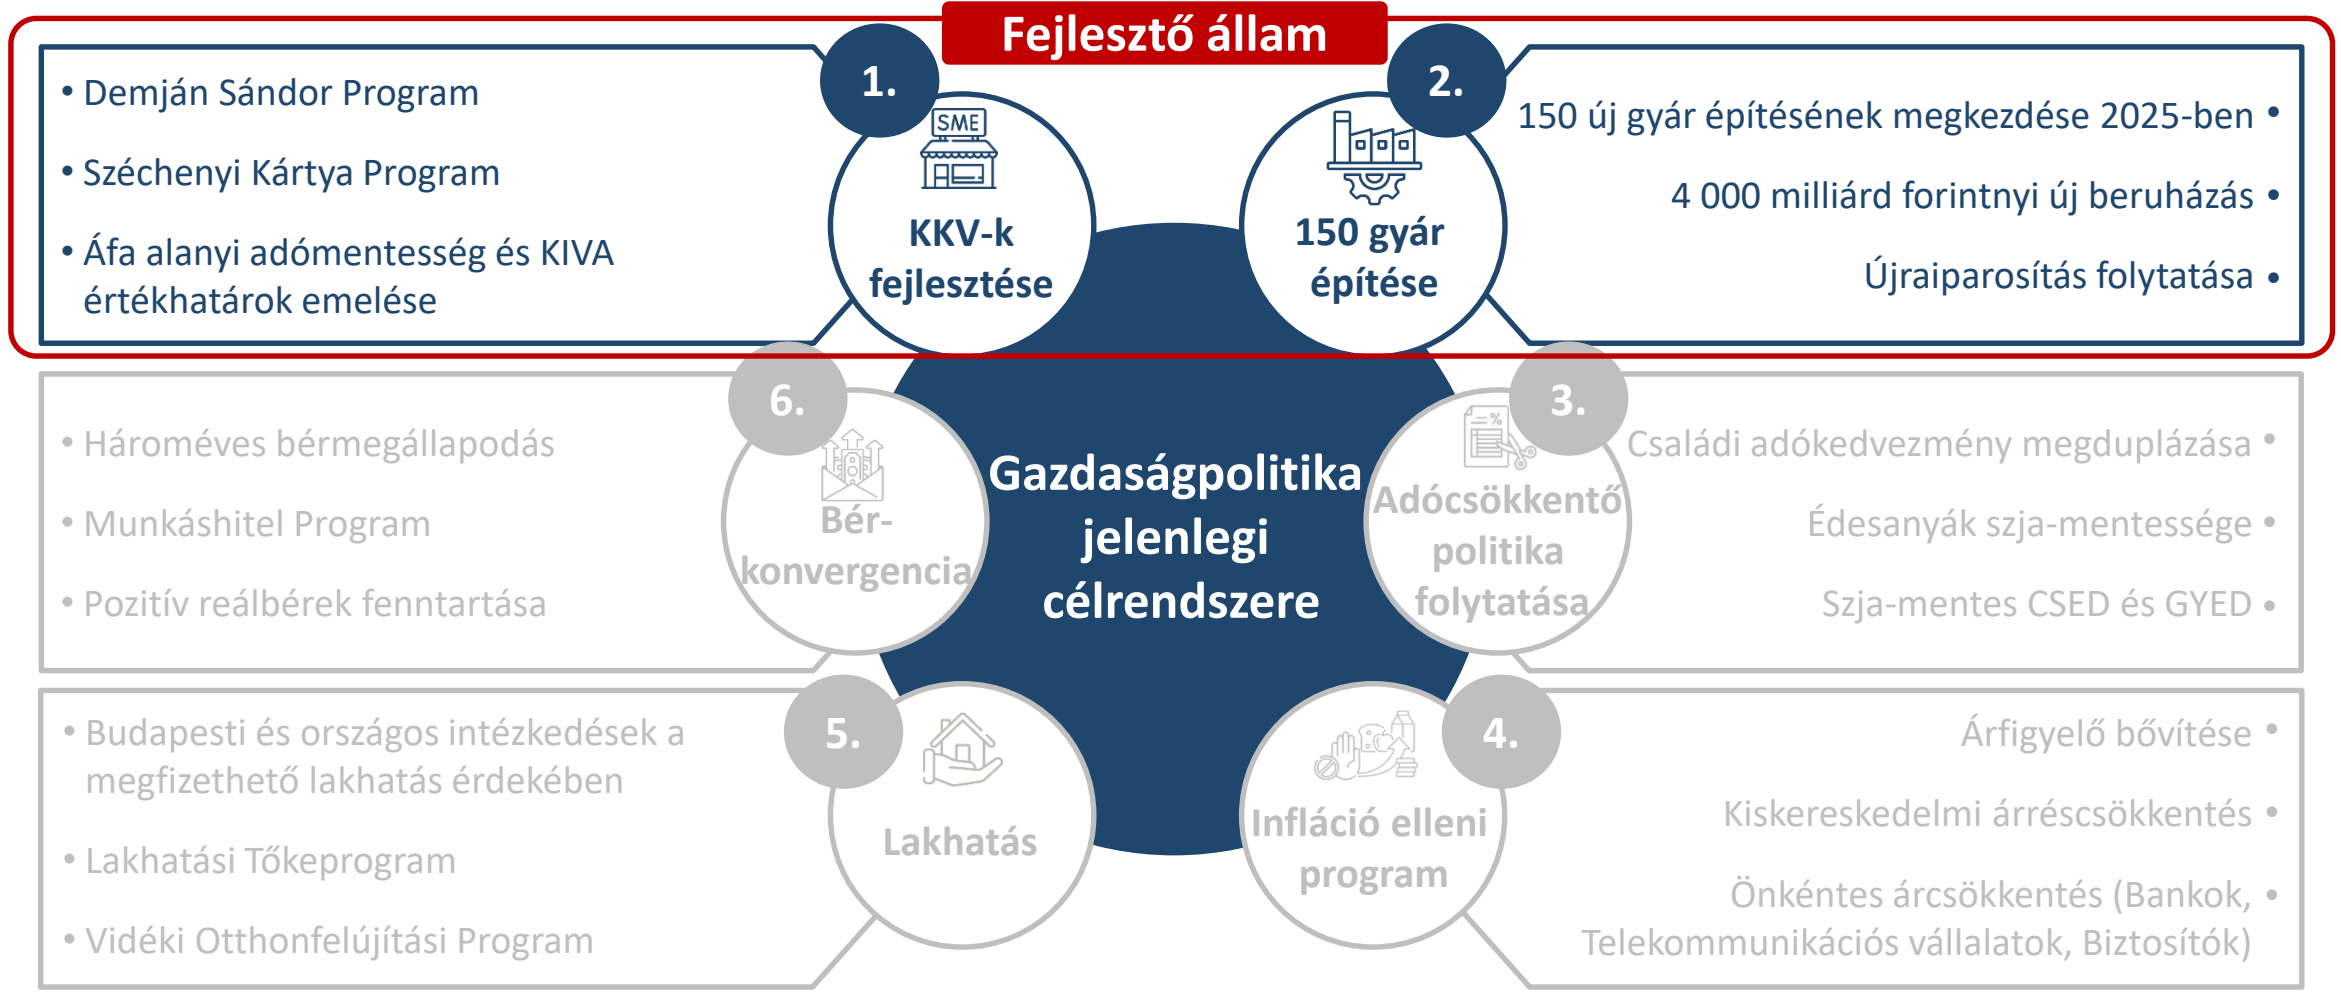 Fejlesztő állam
1.
• Demján Sándor Program
• Széchenyi Kártya Program
• Áfa alanyi adómentesség és KIVA
értékhatárok emelése
SME
KKV-k
fejlesztése
2.
150 gyár
építése
150 új gyár építésének megkezdése 2025-ben •
4 000 milliárd forintnyi új beruházás •
Újraiparosítás folytatása •
Gazdaságpolitika
jelenlegi
célrendszere
6.
• Hároméves bérmegállapodás
• Munkáshitel Program
• Pozitív reálbérek fenntartása
Bér-
konvergencia
3.
%
Adócsökkentő
politika
folytatása
Családi adókedvezmény megduplázása •
Édesanyák szja-mentessége •
Szja-mentes CSED és GYED •
5.
• Budapesti és országos intézkedések a
megfizethető lakhatás érdekében
• Lakhatási Tőkeprogram
• Vidéki Otthonfelújítási Program
Lakhatás
4.
Infláció elleni
program
Árfigyelő bővítése •
Kiskereskedelmi árréscsökkentés •
Önkéntes árcsökkentés (Bankok, •
Telekommunikációs vállalatok, Biztosítók)